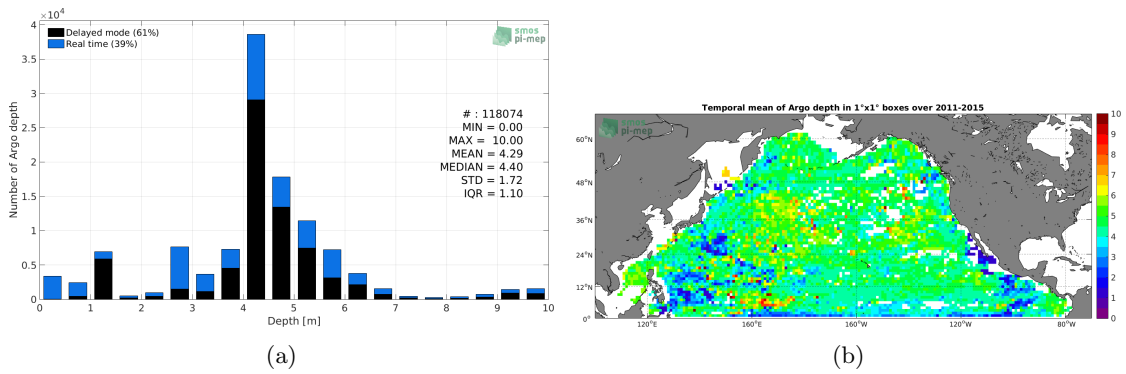 ×10⁴
4
3.5
3
2.5
2
1.5
1
0.5
0
Number of Argo depth
Delayed mode (61%)
Real time (39%)
smos
pi-mep
# : 118074
MIN = 0.00
MAX = 10.00
MEAN = 4.29
MEDIAN = 4.40
STD = 1.72
IQR = 1.10
0 1 2 3 4 5 6 7 8 9 10
Depth [m]
(a)
Temporal mean of Argo depth in 1°x1° boxes over 2011-2015
smos
pi-mep
60°N
48°N
36°N
24°N
12°N
0°
120°E 160°E 160°W 120°W 80°W
10
9
8
7
6
5
4
3
2
1
0
(b)